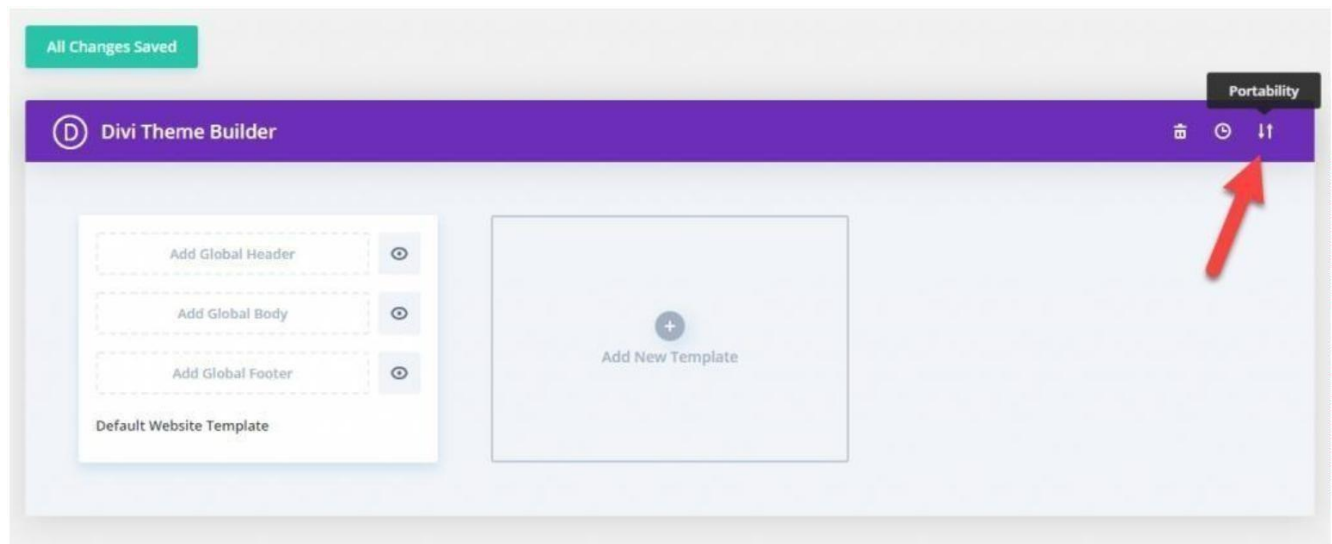 All Changes Saved
Portability
D Divi Theme Builder
Add Global Header
Add Global Body
Add New Template
Add Global Footer
Default Website Template